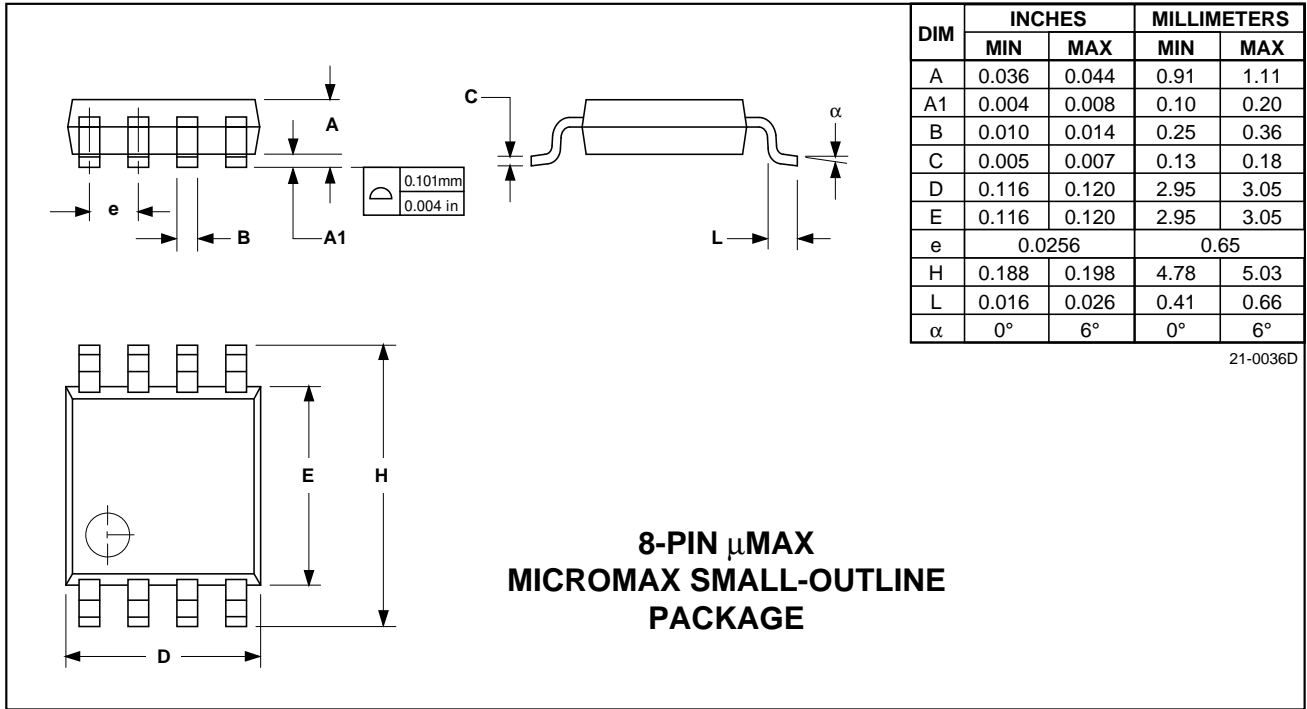 DIM INCHES MILLIMETERS
MIN MAX MIN MAX
A 0.036 0.044 0.91 1.11
A1 0.004 0.008 0.10 0.20
B 0.010 0.014 0.25 0.36
C 0.005 0.007 0.13 0.18
D 0.116 0.120 2.95 3.05
E 0.116 0.120 2.95 3.05
e 0.0256 0.65
H 0.188 0.198 4.78 5.03
L 0.016 0.026 0.41 0.66
α 0° 6° 0° 6°
21-0036D
A
C
α
0.101mm
0.004 in
e
B
A1
L
E
H
D
8-PIN μMAX
MICROMAX SMALL-OUTLINE
PACKAGE